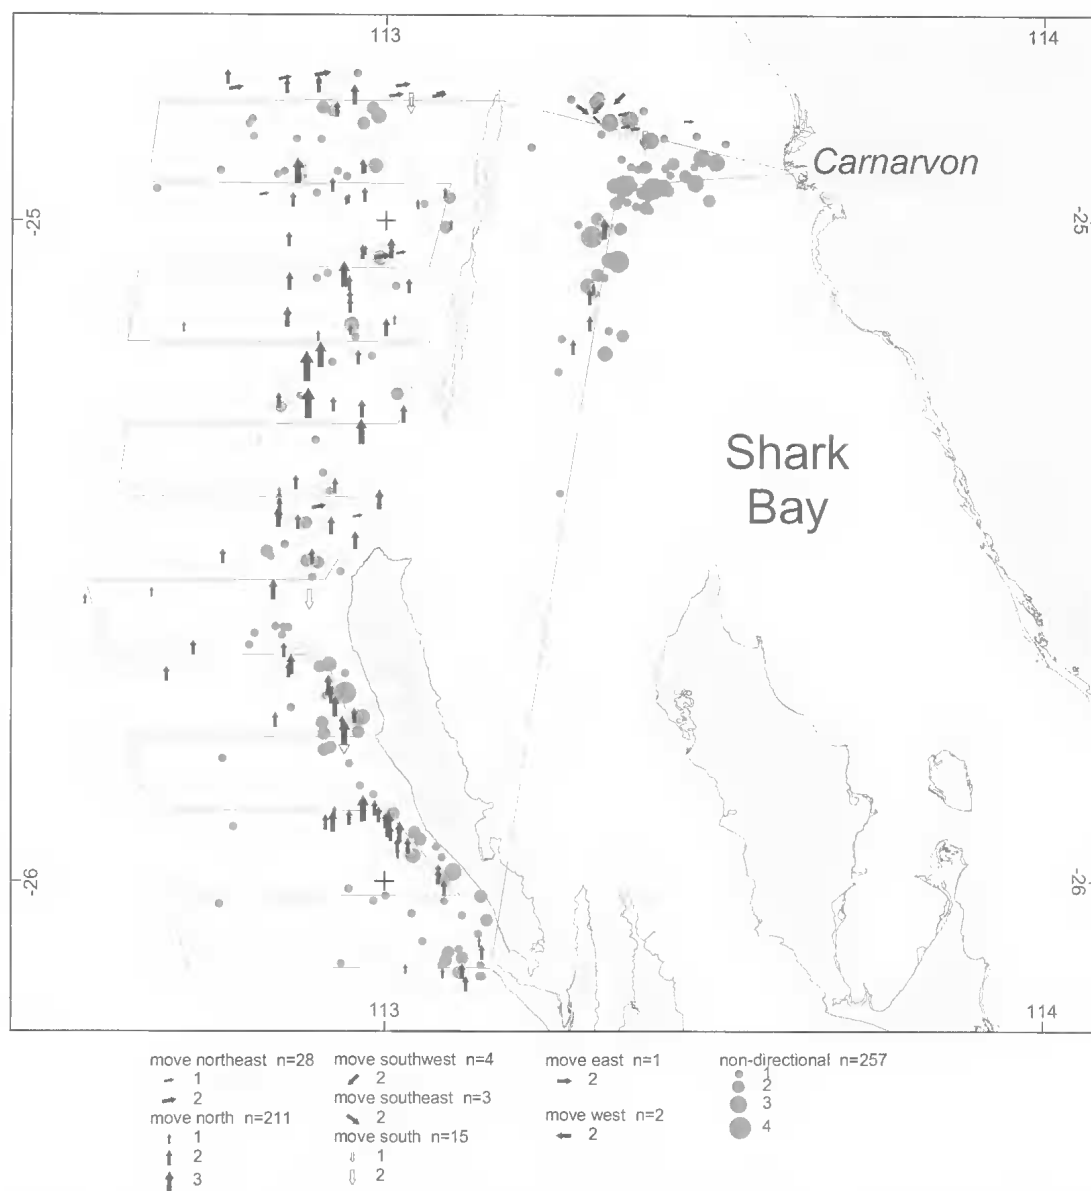 113
114
Carnarvon
-25
-25
Shark
Bay
-26
-26
113
114
move northeast n=28
1
2
move north n=211
1
2
3
move southwest n=4
2
move southeast n=3
2
move south n=15
1
2
move east n=1
2
move west n=2
2
non-directional n=257
1
2
3
4